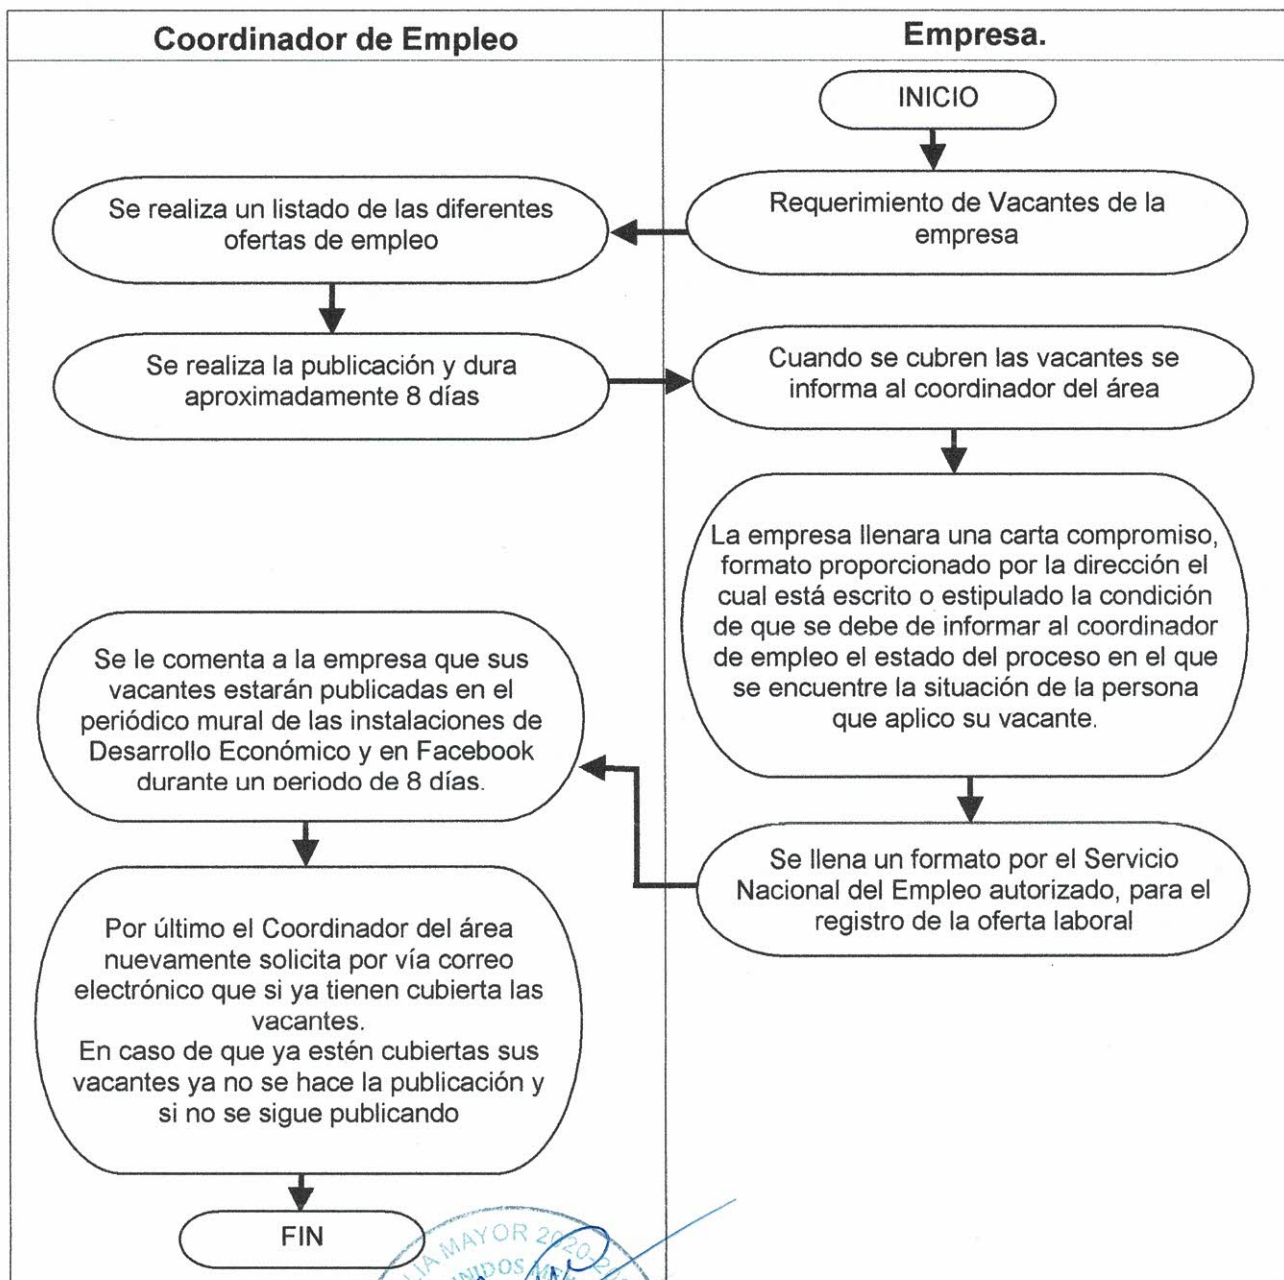 Coordinador de Empleo
Empresa.
INICIO
Requerimiento de Vacantes de la
empresa
Se realiza un listado de las diferentes
ofertas de empleo
Se realiza la publicación y dura
aproximadamente 8 días
Cuando se cubren las vacantes se
informa al coordinador del área
La empresa llenara una carta compromiso,
formato proporcionado por la dirección el
cual está escrito o estipulado la condición
de que se debe de informar al coordinador
de empleo el estado del proceso en el que
se encuentre la situación de la persona
que aplico su vacante.
Se llena un formato por el Servicio
Nacional del Empleo autorizado, para el
registro de la oferta laboral
Se le comenta a la empresa que sus
vacantes estarán publicadas en el
periódico mural de las instalaciones de
Desarrollo Económico y en Facebook
durante un periodo de 8 días.
Por último el Coordinador del área
nuevamente solicita por vía correo
electrónico que si ya tienen cubierta las
vacantes.
En caso de que ya estén cubiertas sus
vacantes ya no se hace la publicación y
si no se sigue publicando
FIN
MAYOR